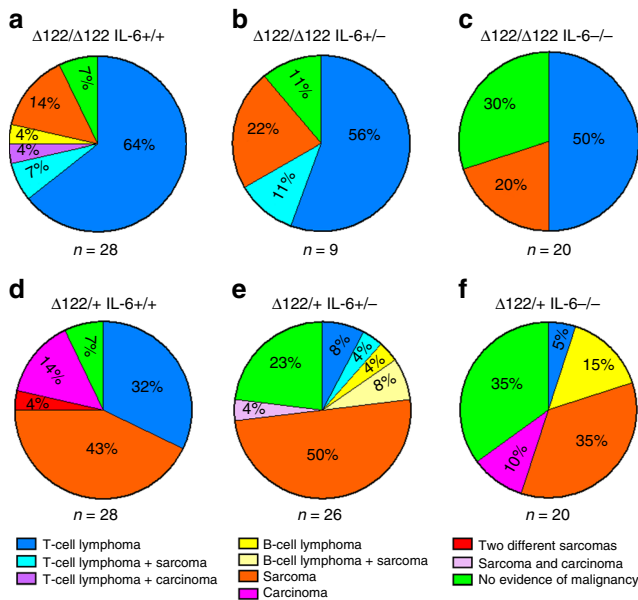 a
Δ122/Δ122 IL-6+/+
7%
14%
4%
4%
7%
64%
n = 28
b
Δ122/Δ122 IL-6+/–
11%
22%
11%
56%
n = 9
c
Δ122/Δ122 IL-6–/–
30%
50%
20%
n = 20
d
Δ122/+ IL-6+/+
7%
14%
4%
32%
43%
n = 28
e
Δ122/+ IL-6+/–
8%
4%
4%
8%
23%
4%
50%
n = 26
f
Δ122/+ IL-6–/–
5%
15%
35%
35%
10%
n = 20
T-cell lymphoma
T-cell lymphoma + sarcoma
T-cell lymphoma + carcinoma
B-cell lymphoma
B-cell lymphoma + sarcoma
Sarcoma
Carcinoma
Two different sarcomas
Sarcoma and carcinoma
No evidence of malignancy